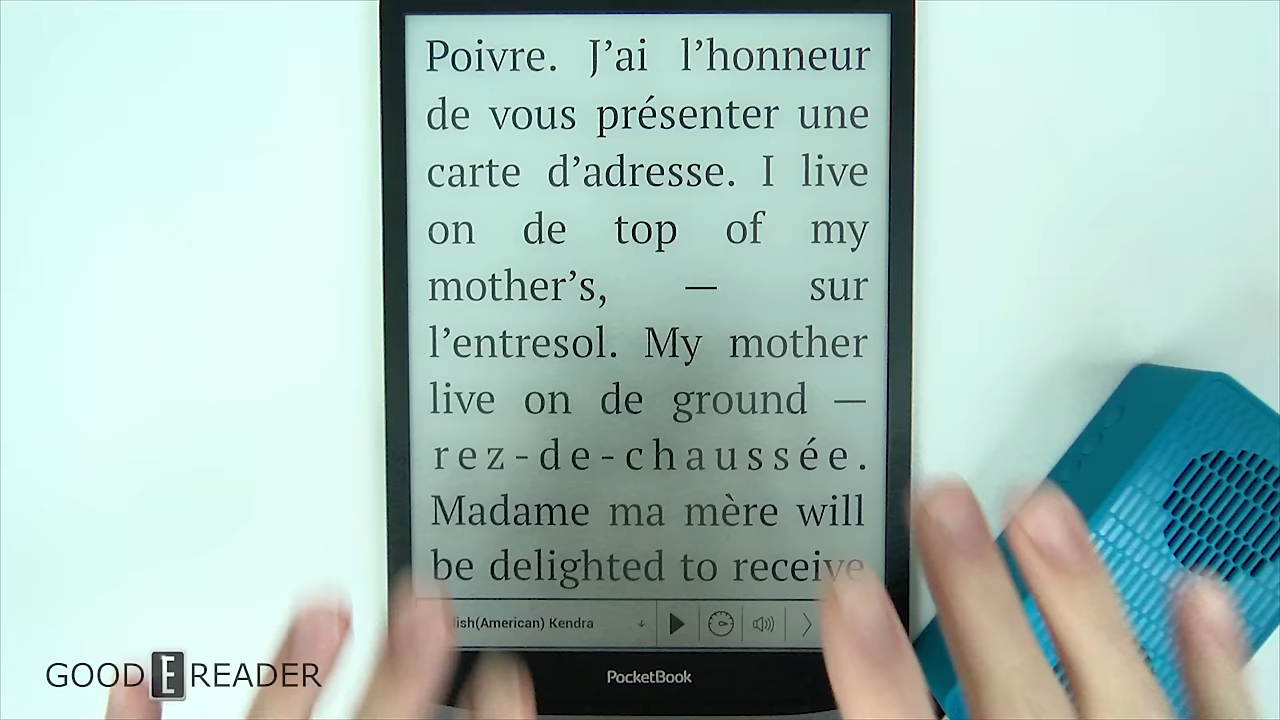 Poivre. J’ai l’honneur
de vous présenter une
carte d’adresse. I live
on de top of my
mother’s, — sur
l’entresol. My mother
live on de ground —
rez-de-chaussée.
Madame ma mère will
be delighted to receive
lish(American) Kendra
PocketBook
GOOD E READER